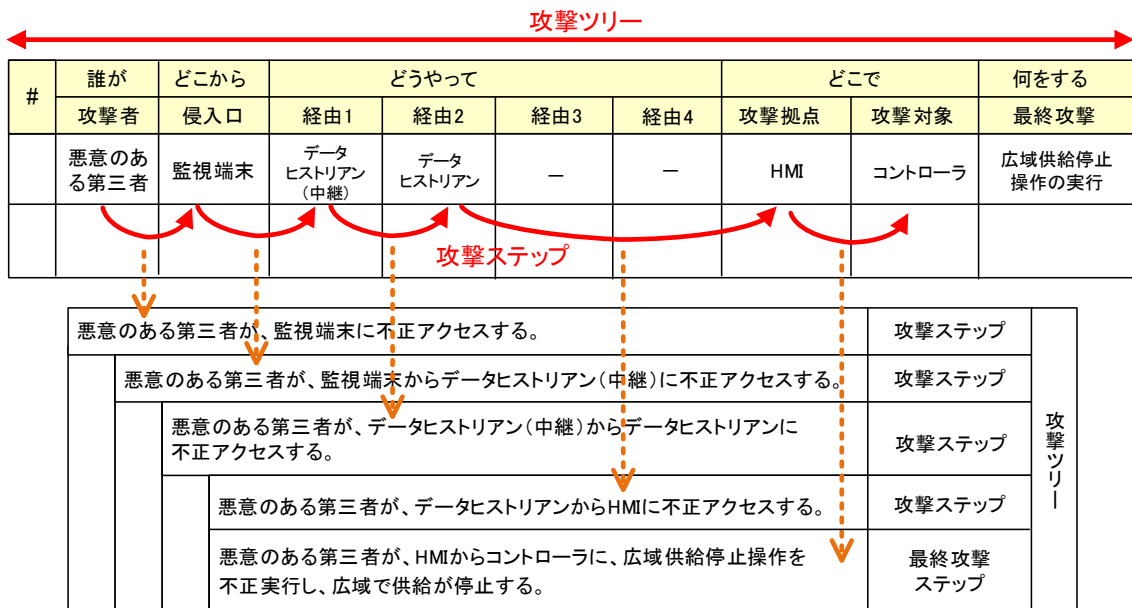 攻撃ツリー
# 誰が どこから どうやって どこで 何をする
攻撃者 侵入口 経由1 経由2 経由3 経由4 攻撃拠点 攻撃対象 最終攻撃
悪意のあ
る第三者
監視端末
データ
ヒストリアン
(中継)
データ
ヒストリアン
－
－
HMI
コントローラ
広域供給停止
操作の実行
攻撃ステップ
悪意のある第三者が、監視端末に不正アクセスする。 攻撃ステップ
悪意のある第三者が、監視端末からデータヒストリアン(中継)に不正アクセスする。 攻撃ステップ
悪意のある第三者が、データヒストリアン(中継)からデータヒストリアンに
不正アクセスする。
攻撃ステップ
悪意のある第三者が、データヒストリアンからHMIに不正アクセスする。 攻撃ステップ
悪意のある第三者が、HMIからコントローラに、広域供給停止操作を
不正実行し、広域で供給が停止する。
最終攻撃
ステップ
攻撃ツリー